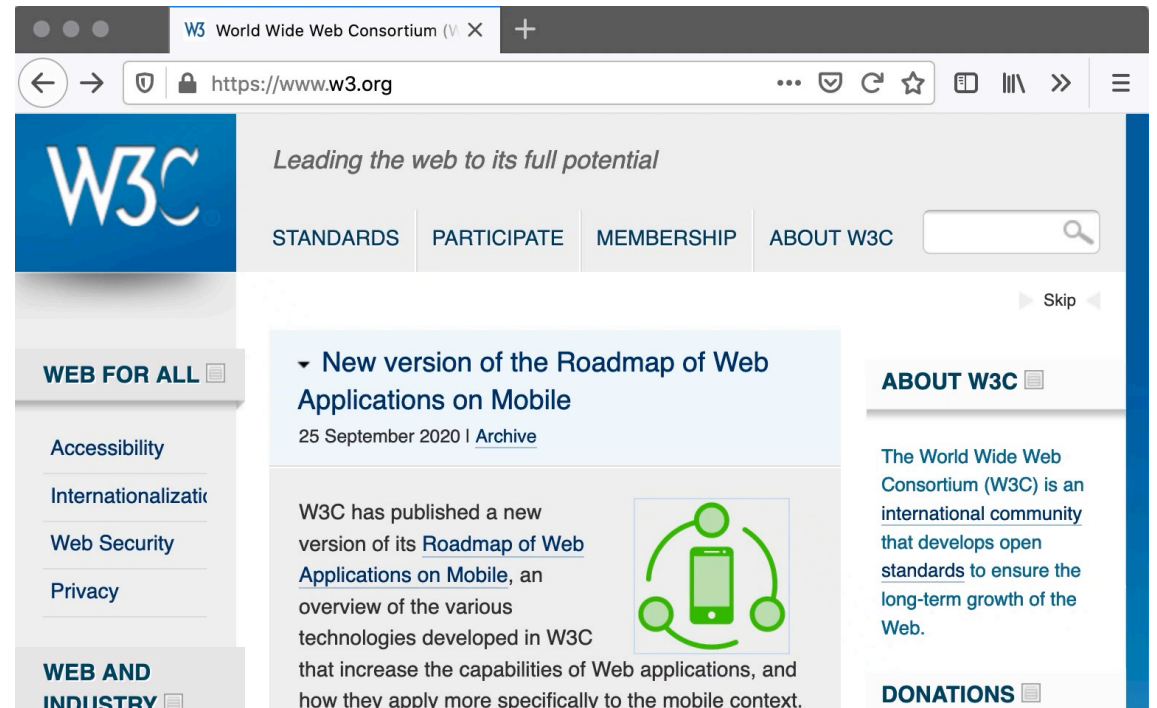 W3 World Wide Web Consortium (W
https://www.w3.org
W3C
Leading the web to its full potential
STANDARDS PARTICIPATE MEMBERSHIP ABOUT W3C
Skip
WEB FOR ALL
Accessibility
Internationalizatio
Web Security
Privacy
WEB AND
INDUSTRY
New version of the Roadmap of Web
Applications on Mobile
25 September 2020 | Archive
W3C has published a new
version of its Roadmap of Web
Applications on Mobile, an
overview of the various
technologies developed in W3C
that increase the capabilities of Web applications, and
how they apply more specifically to the mobile context.
ABOUT W3C
The World Wide Web
Consortium (W3C) is an
international community
that develops open
standards to ensure the
long-term growth of the
Web.
DONATIONS